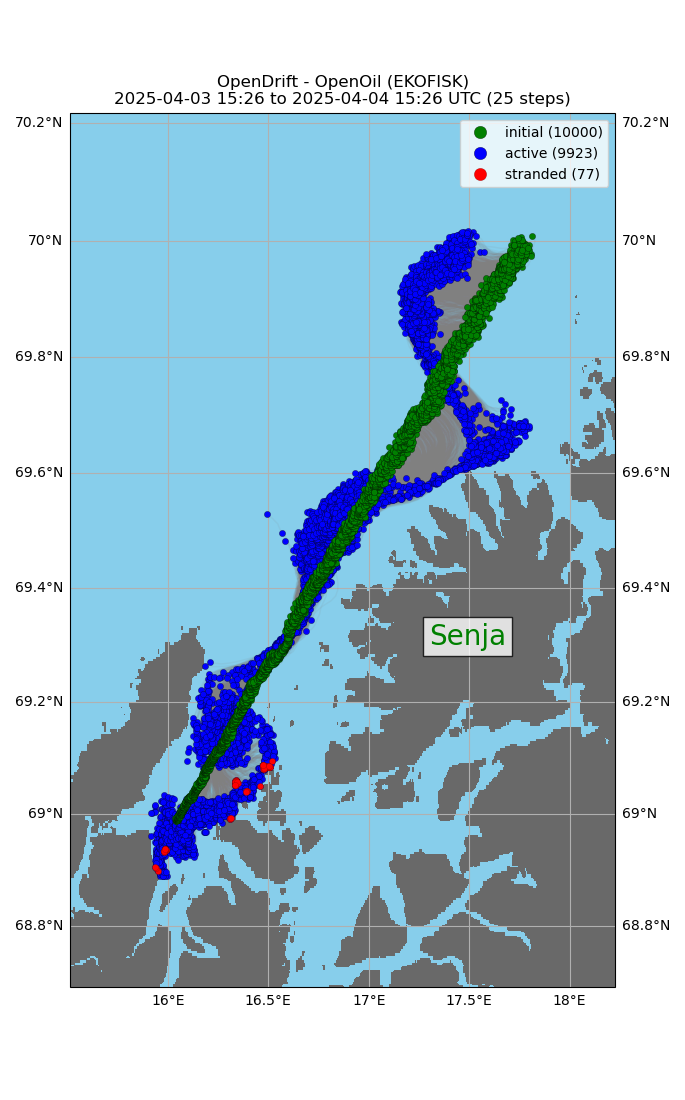 OpenDrift - OpenOil (EKOFISK)
2025-04-03 15:26 to 2025-04-04 15:26 UTC (25 steps)
initial (10000)
active (9923)
stranded (77)
70.2°N 70.2°N
70°N 70°N
69.8°N 69.8°N
69.6°N 69.6°N
69.4°N 69.4°N
Senja
69.2°N 69.2°N
69°N 69°N
68.8°N 68.8°N
16°E 16.5°E 17°E 17.5°E 18°E